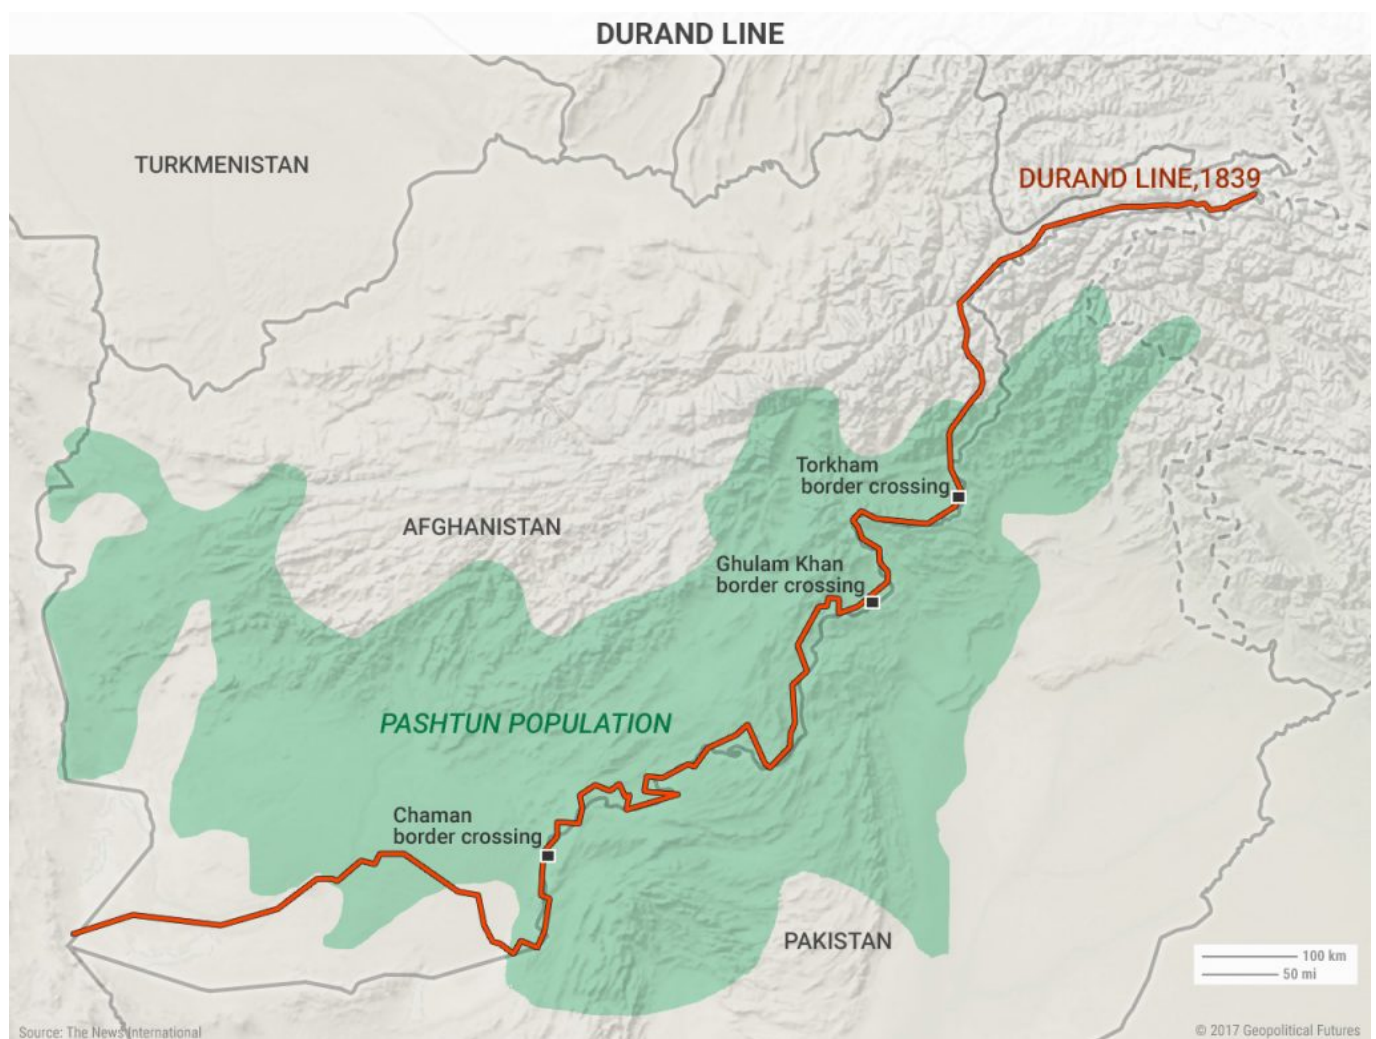 DURAND LINE
TURKMENISTAN
DURAND LINE,1839
Torkham
border crossing
AFGHANISTAN
Ghulam Khan
border crossing
PASHTUN POPULATION
Chaman
border crossing
PAKISTAN
100 km
50 mi
Source: The News International
© 2017 Geopolitical Futures